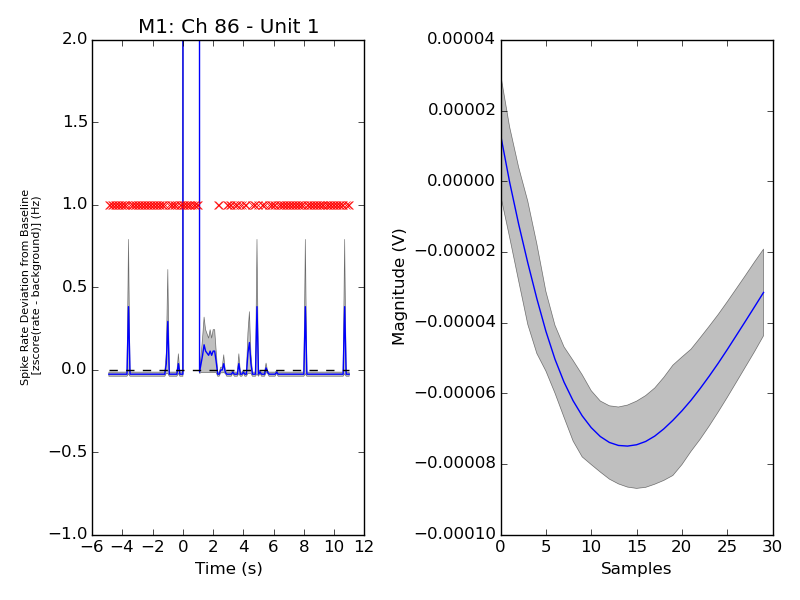 M1: Ch 86 - Unit 1
2.0
1.5
1.0
0.5
0.0
−0.5
−1.0
Spike Rate Deviation from Baseline
[zscore(rate - background)] (Hz)
−6 −4 −2 0 2 4 6 8 10 12
Time (s)
0.00004
0.00002
0.00000
−0.00002
−0.00004
−0.00006
−0.00008
−0.00010
Magnitude (V)
0 5 10 15 20 25 30
Samples